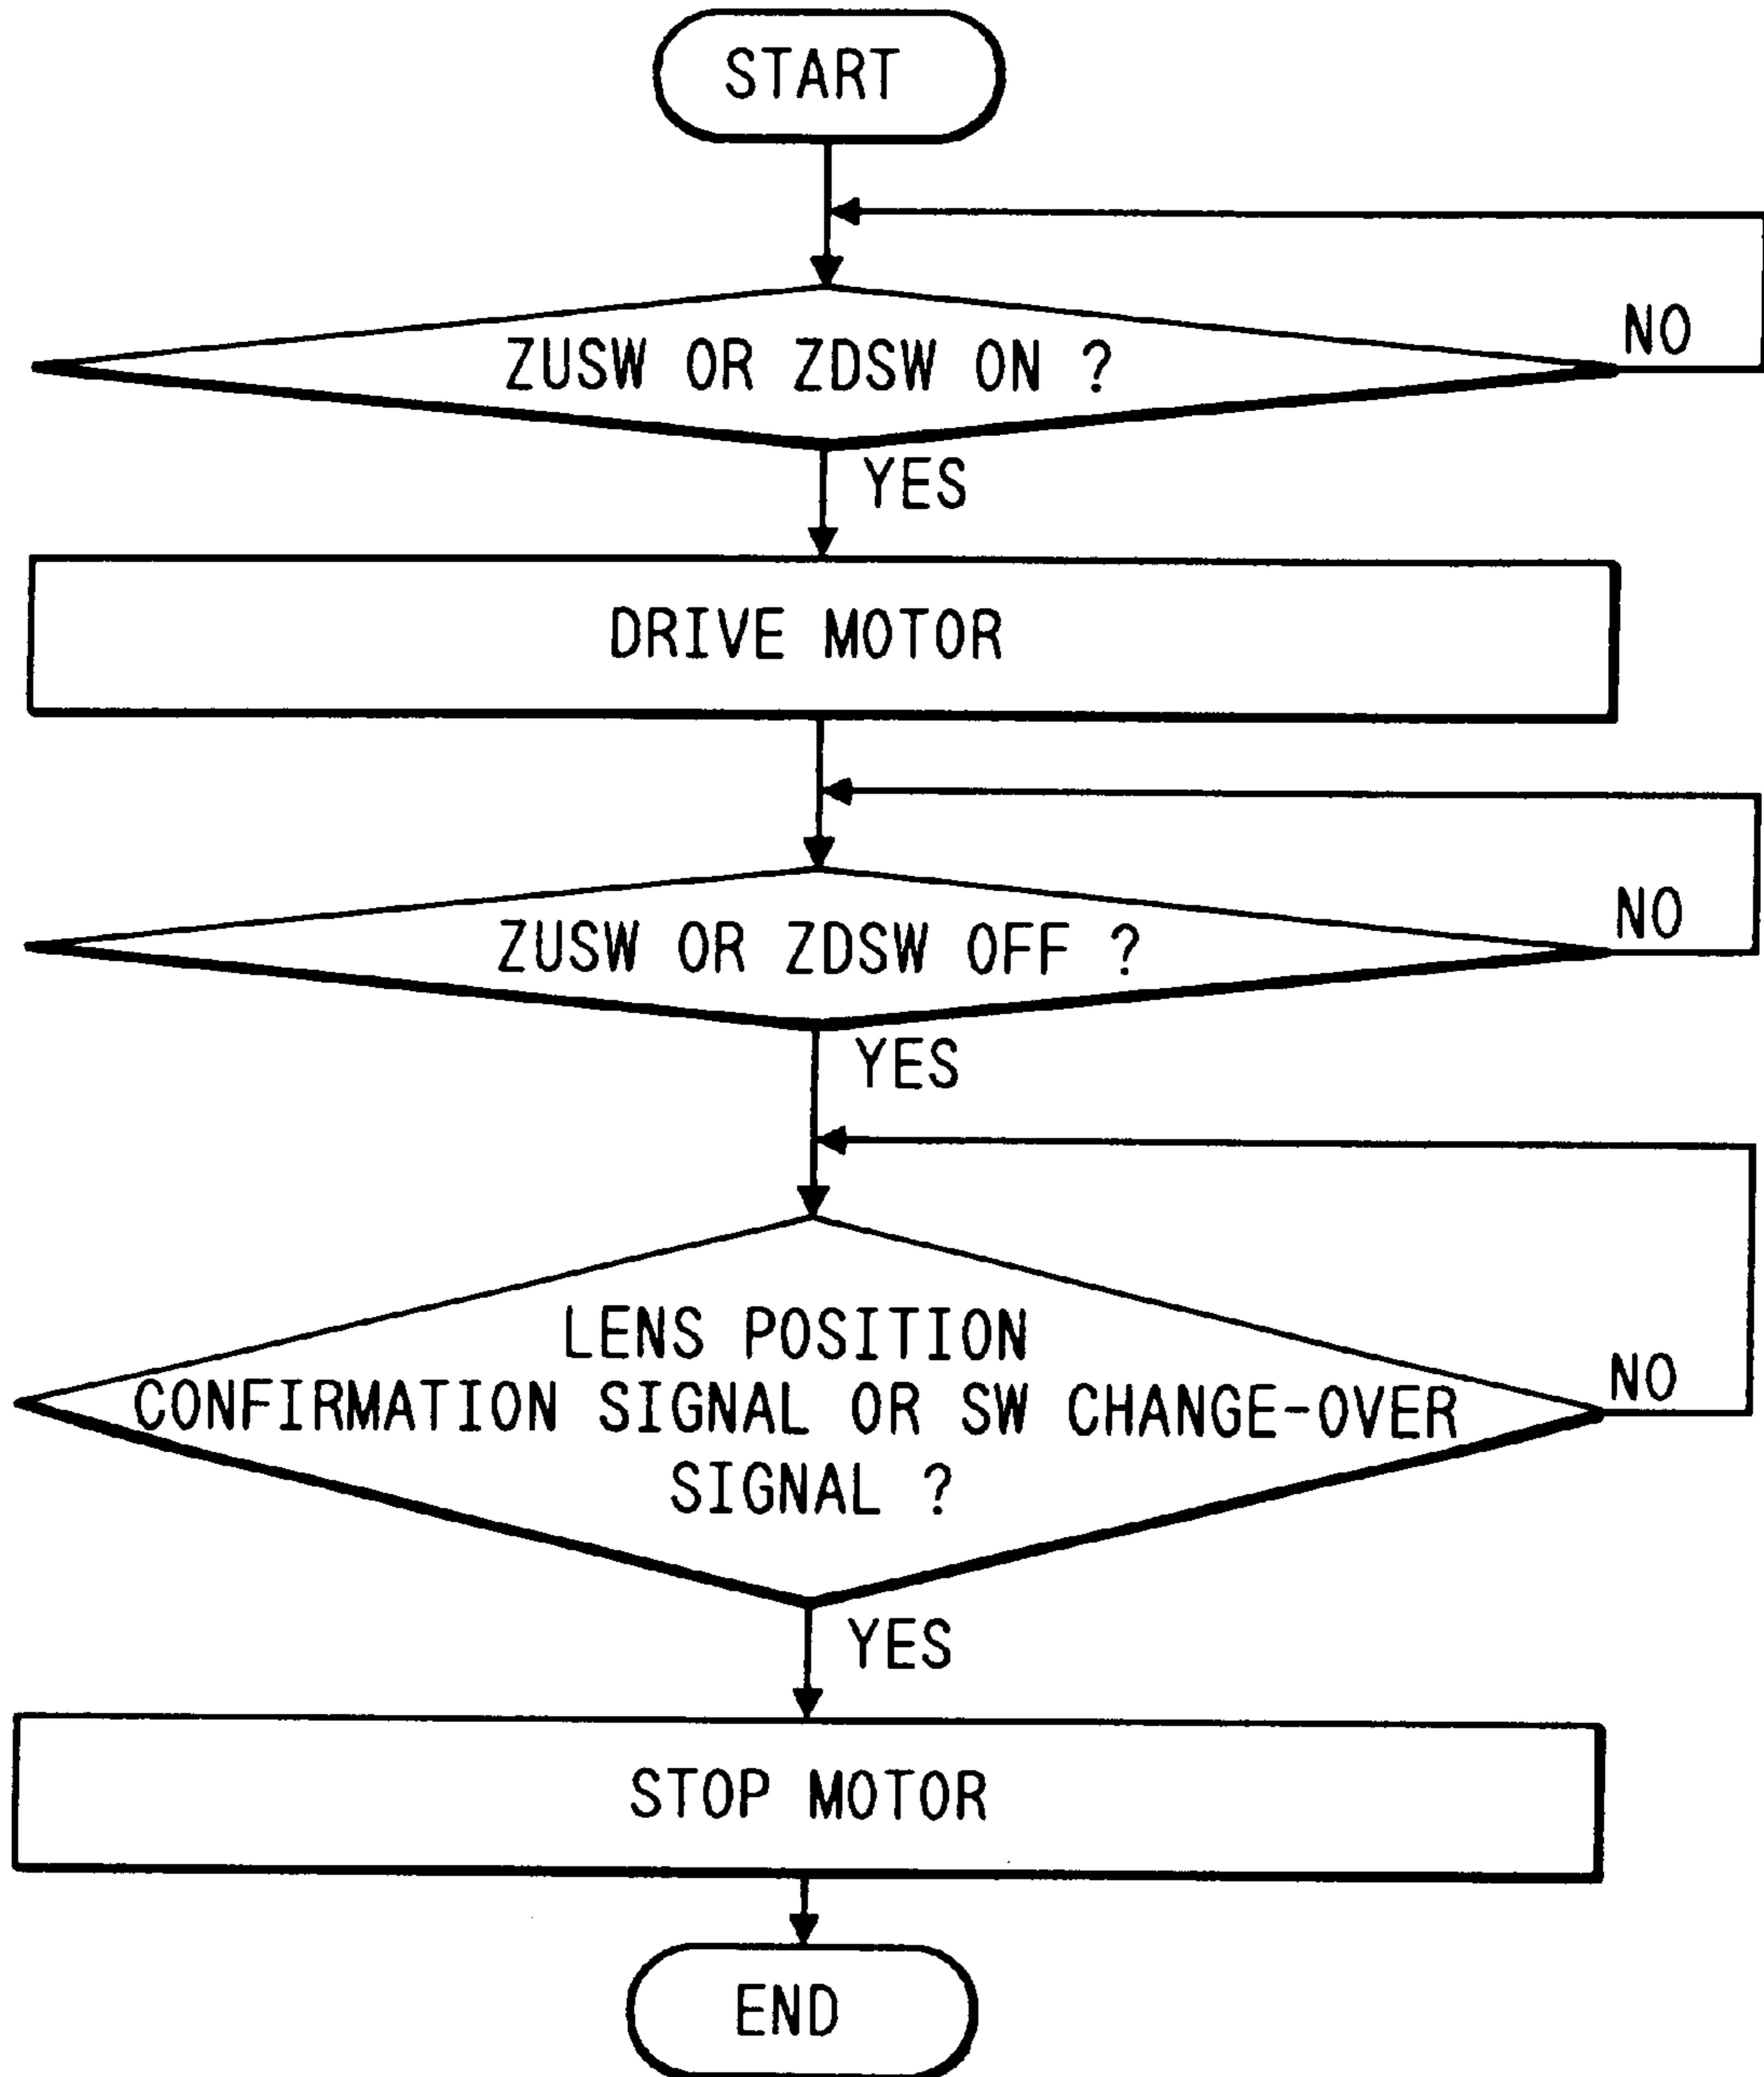 START
NO
ZUSW OR ZDSW ON ?
YES
DRIVE MOTOR
NO
ZUSW OR ZDSW OFF ?
YES
LENS POSITION
NO
CONFIRMATION SIGNAL OR SW CHANGE-OVER
SIGNAL ?
YES
STOP MOTOR
END